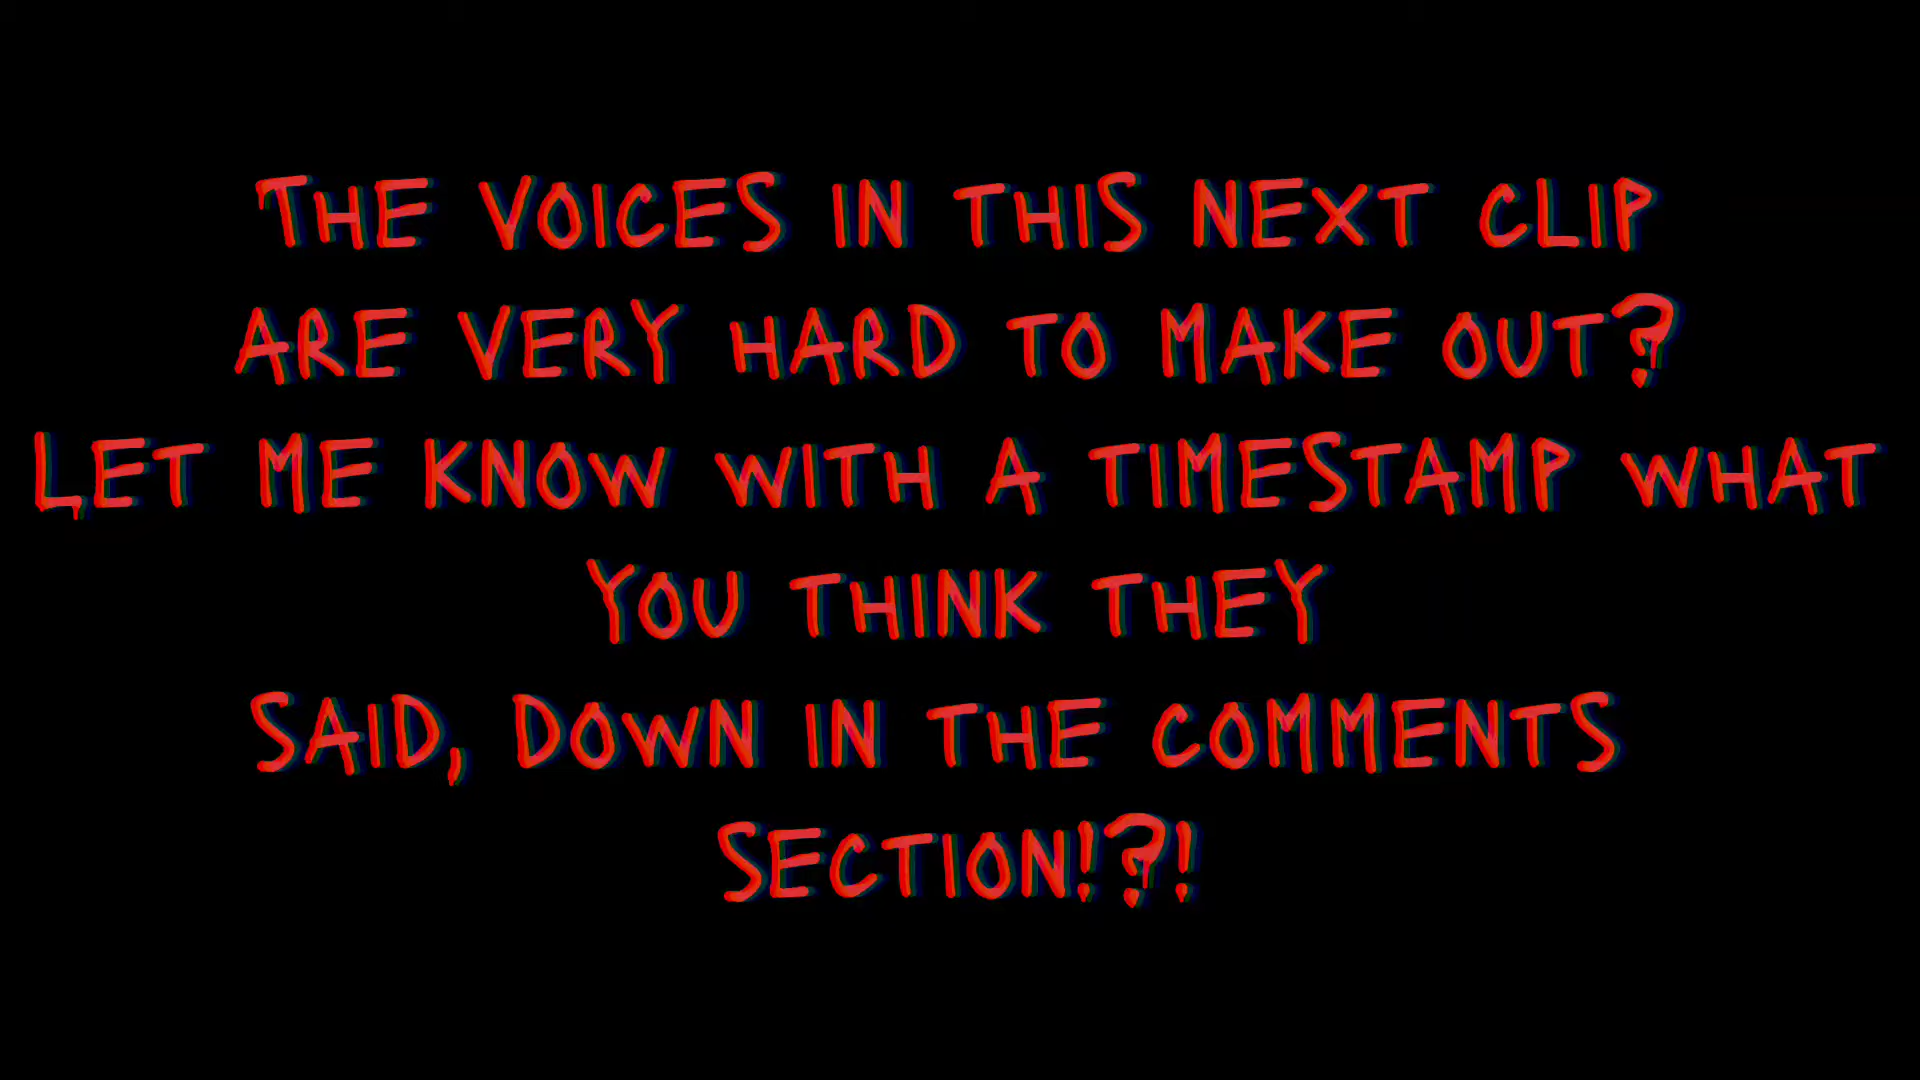 THE VOICES IN THIS NEXT CLIP
ARE VERY HARD TO MAKE OUT?
LET ME KNOW WITH A TIMESTAMP WHAT
YOU THINK THEY
SAID, DOWN IN THE COMMENTS
SECTION!?!